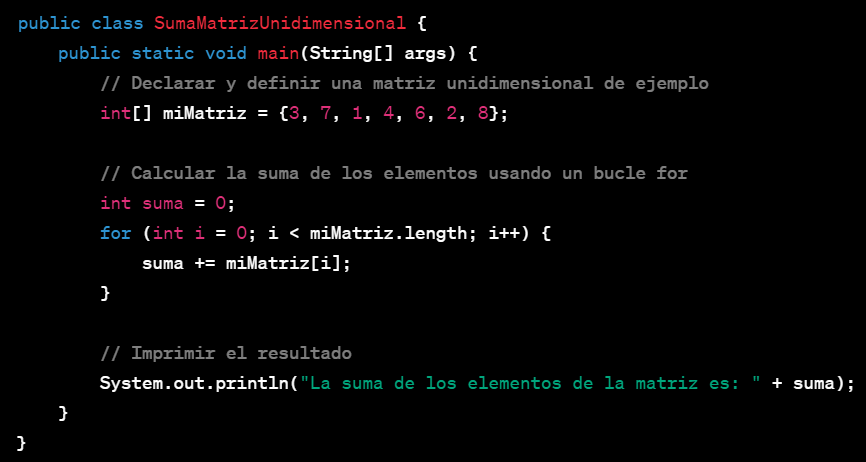 public class SumaMatrizUnidimensional {
    public static void main(String[] args) {
        // Declarar y definir una matriz unidimensional de ejemplo
        int[] miMatriz = {3, 7, 1, 4, 6, 2, 8};

        // Calcular la suma de los elementos usando un bucle for
        int suma = 0;
        for (int i = 0; i < miMatriz.length; i++) {
            suma += miMatriz[i];
        }

        // Imprimir el resultado
        System.out.println("La suma de los elementos de la matriz es: " + suma);
    }
}